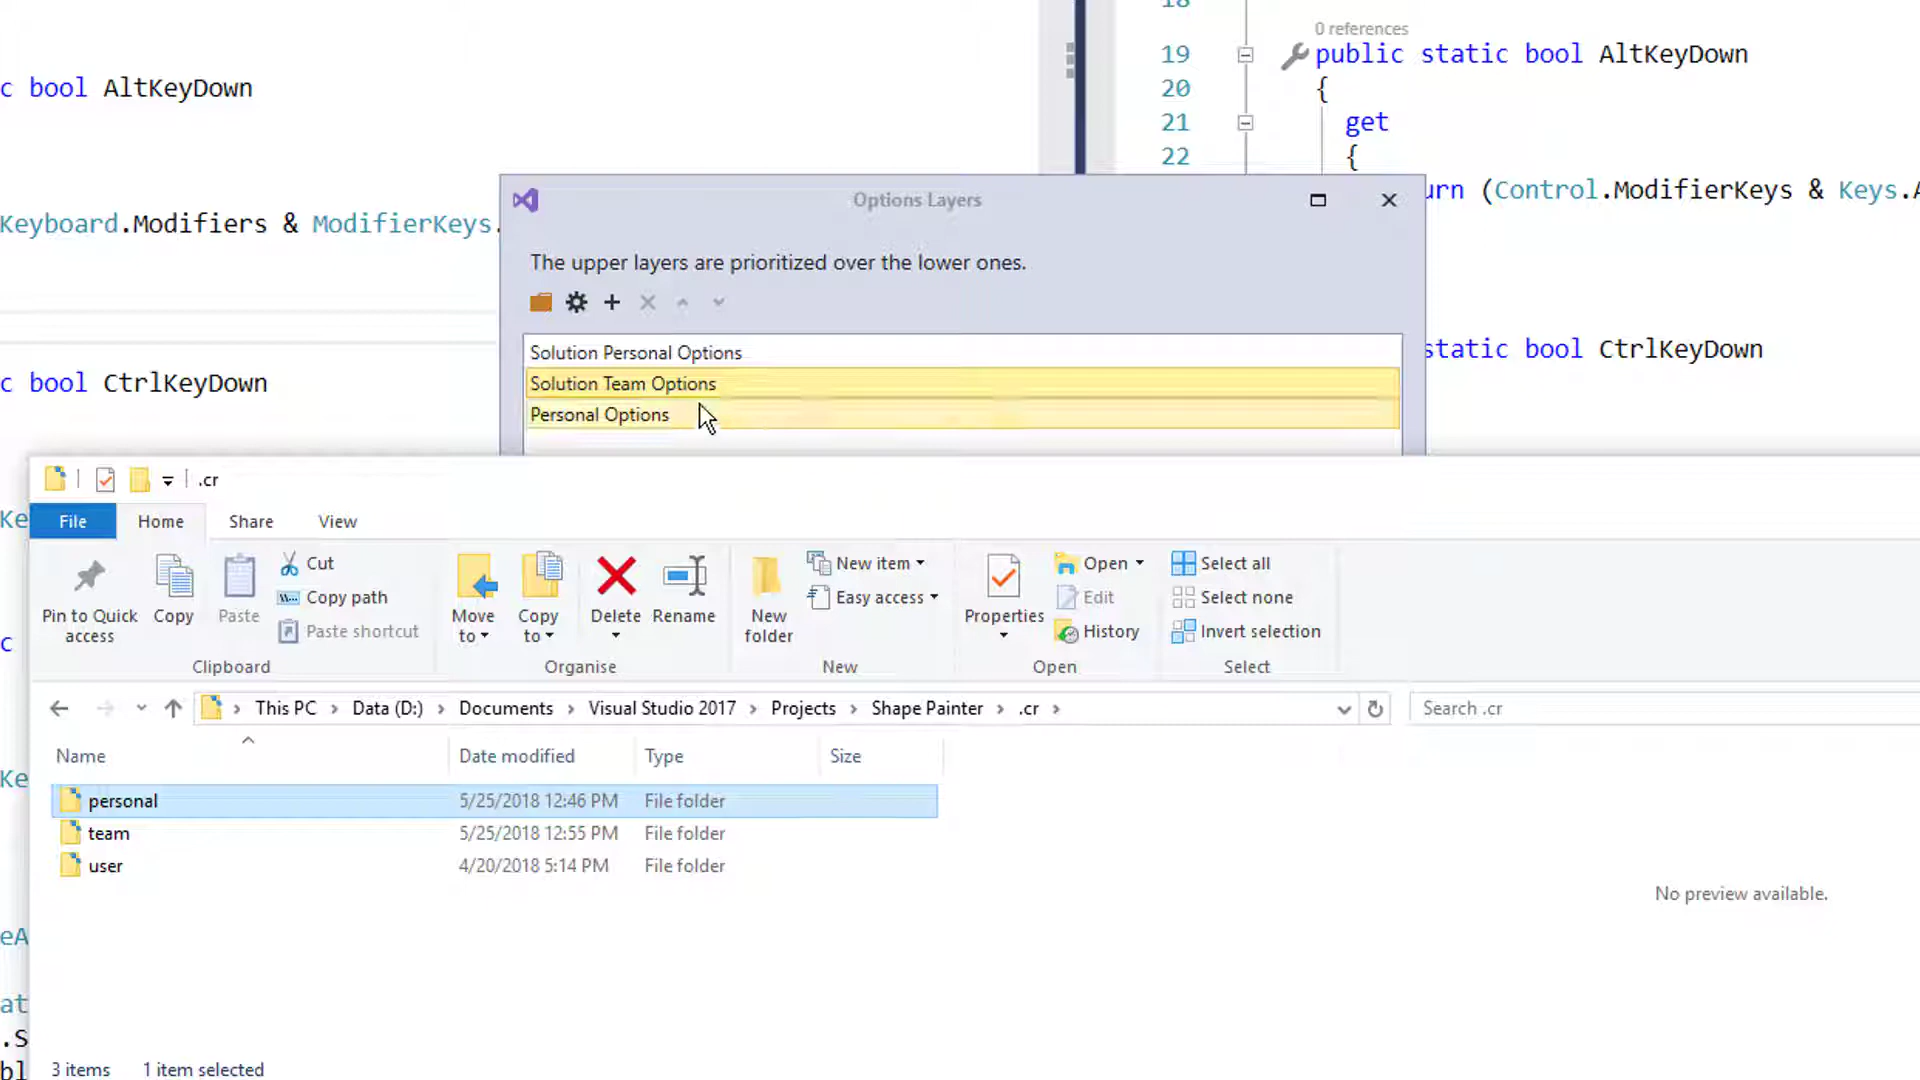 18
0 references
19 public static bool AltKeyDown
20 {
21 get
22 {
urn (Control.ModifierKeys & Keys.A
static bool CtrlKeyDown
c bool AltKeyDown
Keyboard.Modifiers & ModifierKeys.
c bool CtrlKeyDown
Ke
c
Ke
eA
at
.S
bl
Options Layers
The upper layers are prioritized over the lower ones.
Solution Personal Options
Solution Team Options
Personal Options
.cr
File Home Share View
Pin to Quick access
Copy
Paste
Cut
Copy path
Paste shortcut
Clipboard
Move to
Copy to
Delete
Rename
Organise
New folder
New item
Easy access
New
Properties
Open
Edit
History
Open
Select all
Select none
Invert selection
Select
This PC > Data (D:) > Documents > Visual Studio 2017 > Projects > Shape Painter > .cr >
Search .cr
Name Date modified Type Size
personal 5/25/2018 12:46 PM File folder
team 5/25/2018 12:55 PM File folder
user 4/20/2018 5:14 PM File folder
No preview available.
3 items 1 item selected